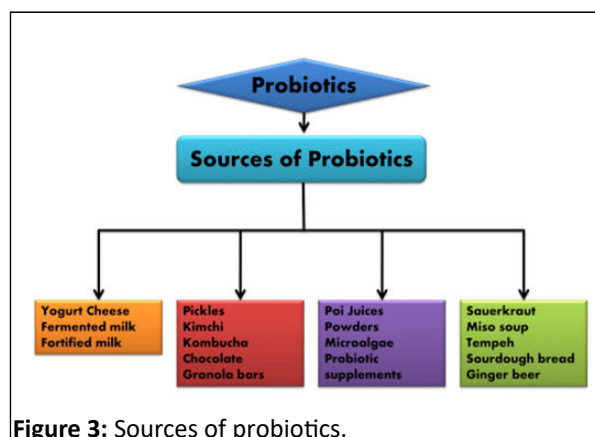 Probiotics
Sources of Probiotics
Yogurt Cheese
Fermented milk
Fortified milk
Pickles
Kimchi
Kombucha
Chocolate
Granola bars
Poi Juices
Powders
Microalgae
Probiotic
supplements
Sauerkraut
Miso soup
Tempeh
Sourdough bread
Ginger beer
Figure 3: Sources of probiotics.